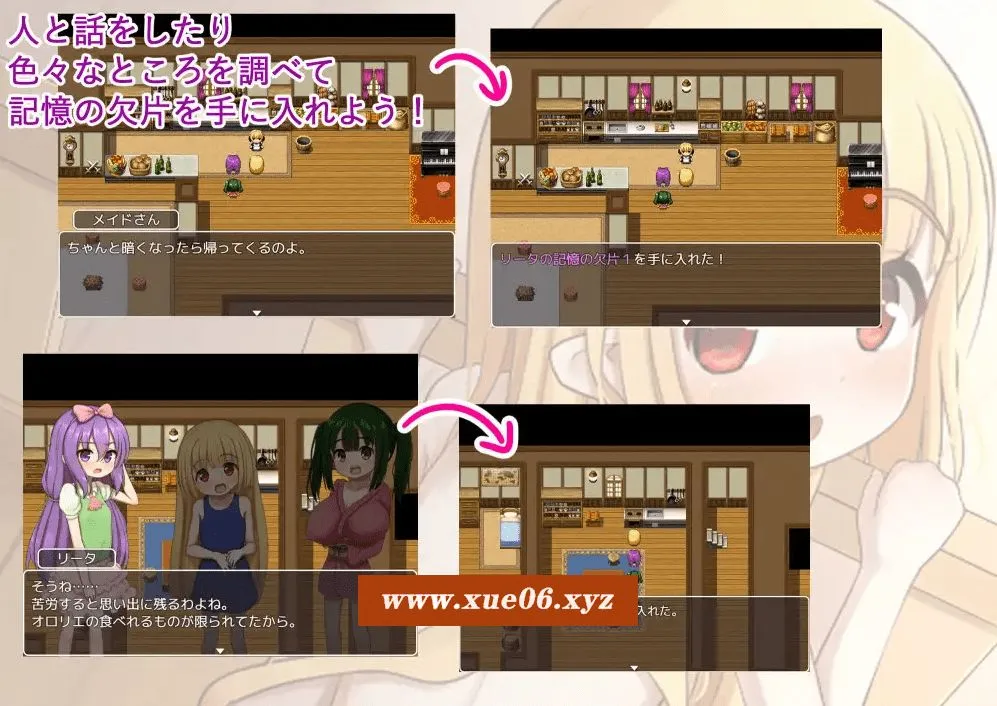 人と話をしたり
色々なところを調べて
記憶の欠片を手に入れよう！
メイドさん
ちゃんと暗くなったら帰ってくるのよ。
リータの記憶の欠片１を手に入れた！
リータ
そうね……
苦労すると思い出に残るわよね。
オロリエの食べれるものが限られてたから。
www.xue06.xyz
入れた。